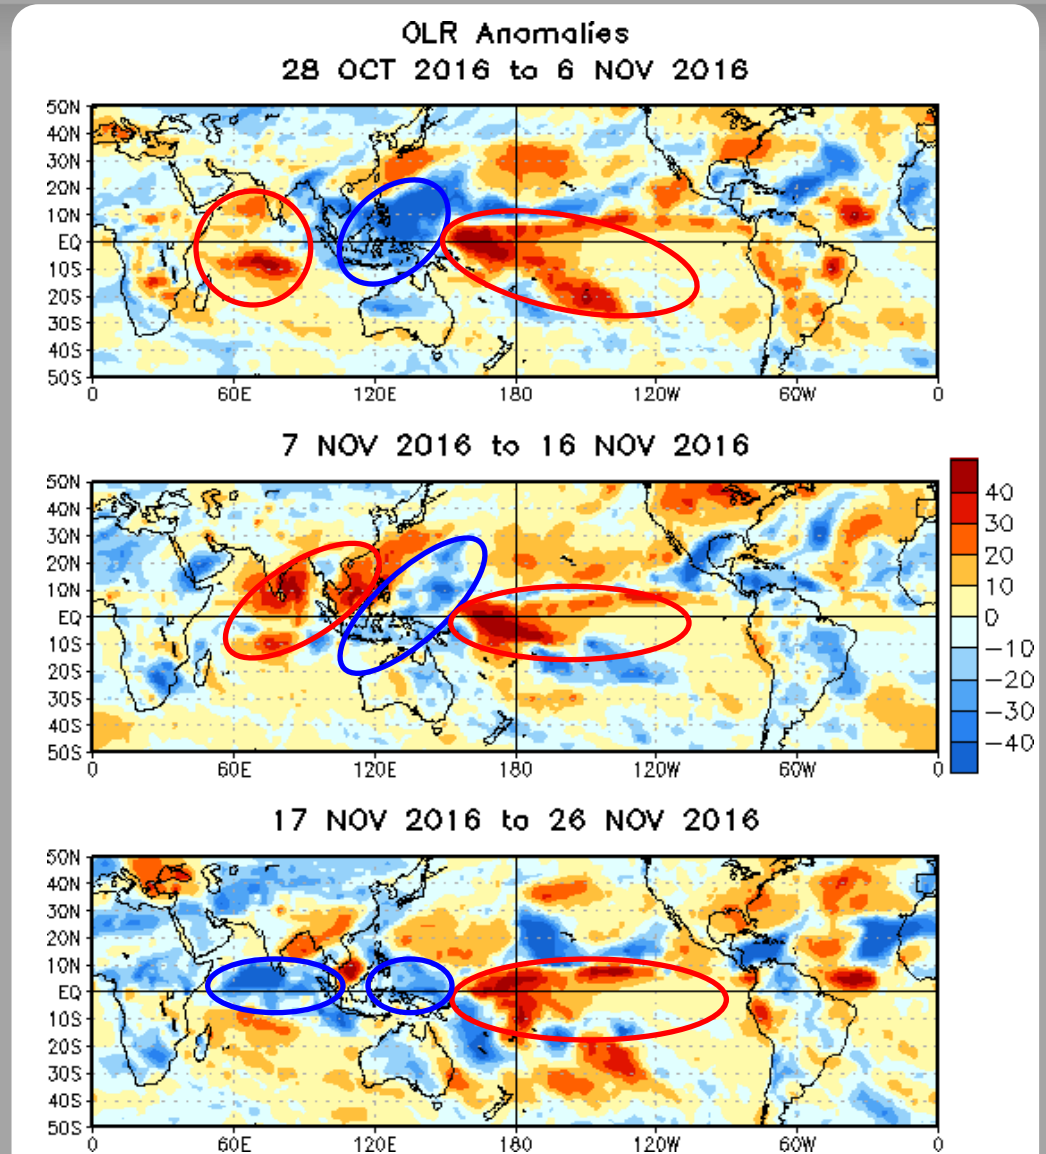 OLR Anomalies
28 OCT 2016 to 6 NOV 2016
50N
40N
30N
20N
10N
EQ
10S
20S
30S
40S
50S
0 60E 120E 180 120W 60W 0
7 NOV 2016 to 16 NOV 2016
50N
40N
30N
20N
10N
EQ
10S
20S
30S
40S
50S
0 60E 120E 180 120W 60W 0
40
30
20
10
0
−10
−20
−30
−40
17 NOV 2016 to 26 NOV 2016
50N
40N
30N
20N
10N
EQ
10S
20S
30S
40S
50S
0 60E 120E 180 120W 60W 0